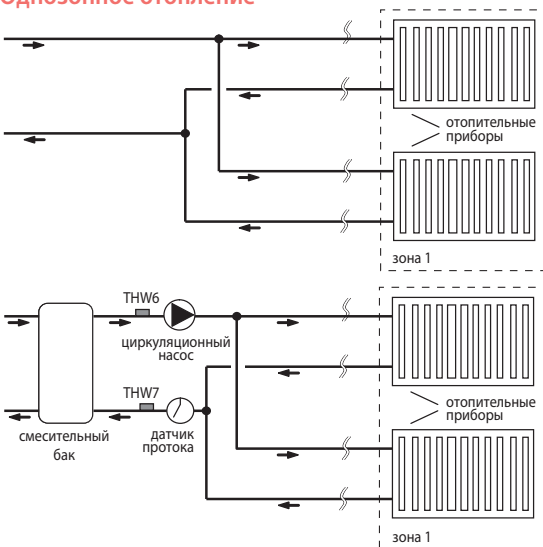 Однозонное отопление
отопительные
приборы
зона 1
THW6
циркуляционный
насос
THW7
отопительные
приборы
смесительный
бак
датчик
протока
зона 1